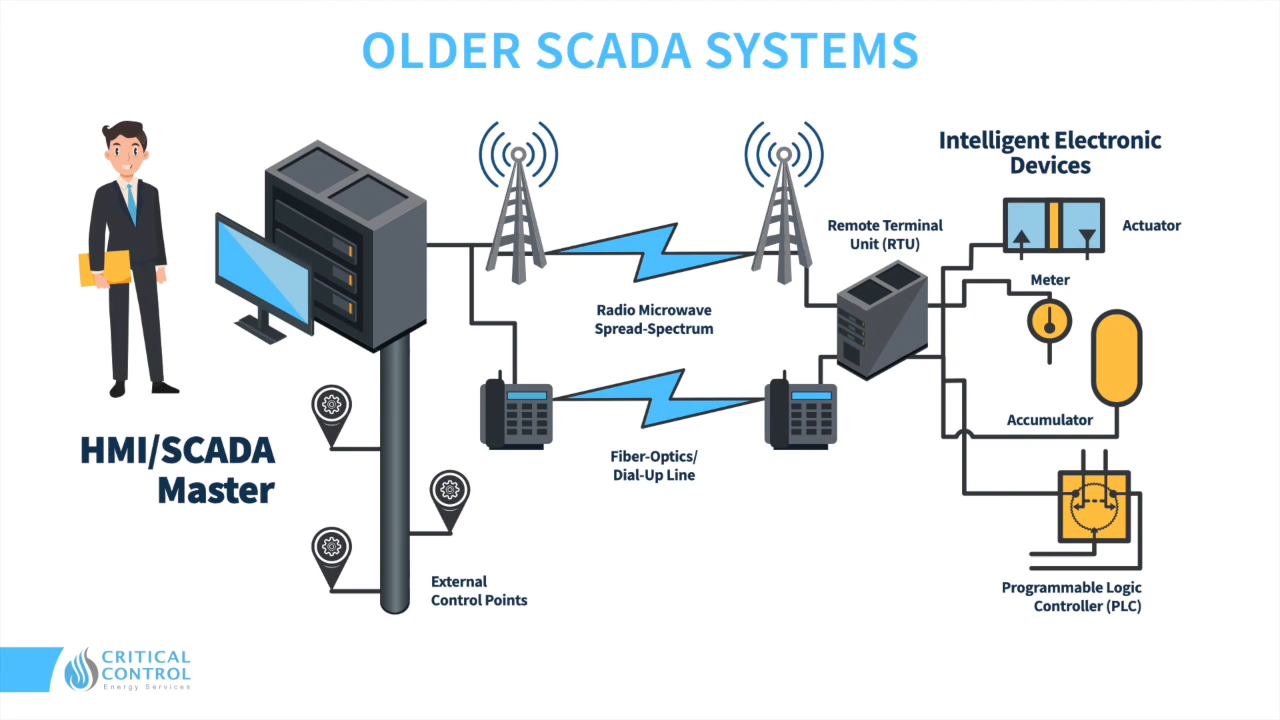 OLDER SCADA SYSTEMS
Intelligent Electronic
Devices
Remote Terminal
Unit (RTU)
Actuator
Meter
Radio Microwave
Spread-Spectrum
Accumulator
HMI/SCADA
Master
Fiber-Optics/
Dial-Up Line
External
Control Points
Programmable Logic
Controller (PLC)
CRITICAL
CONTROL
Energy Services